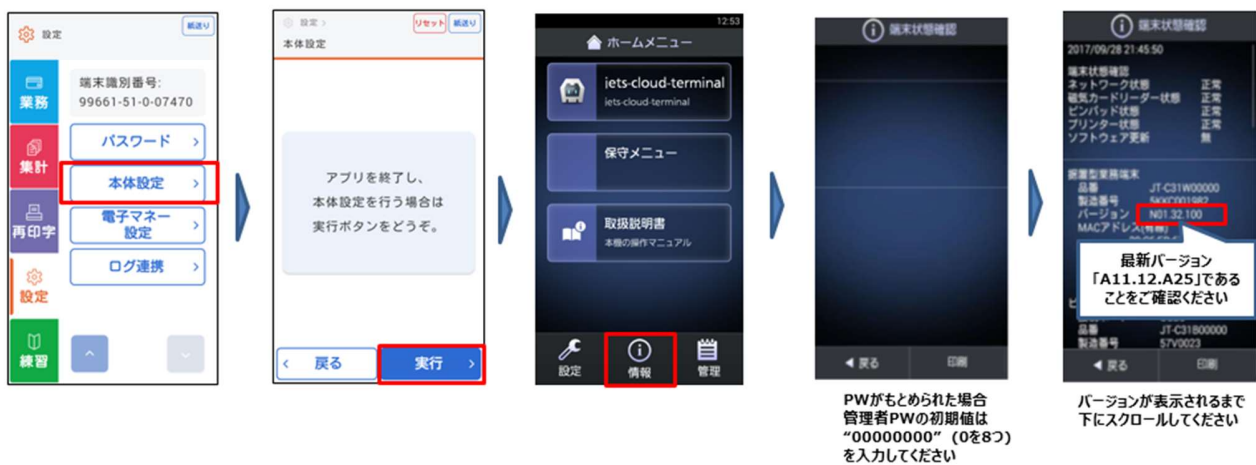 設定
紙送り
業務
集計
再印字
設定
練習
端末識別番号:
99661-51-0-07470
パスワード
本体設定
電子マネー
設定
ログ連携
設定
リセット
紙送り
本体設定
アプリを終了し、
本体設定を行う場合は
実行ボタンをどうぞ。
戻る
実行
12:53
ホームメニュー
jets-cloud-terminal
jets-cloud-terminal
保守メニュー
取扱説明書
本機の操作マニュアル
設定
情報
管理
端末状態確認
戻る
印刷
PWがもとめられた場合
管理者PWの初期値は
“00000000” (0を8つ)
を入力してください
端末状態確認
2017/09/28 21:45:50
端末状態確認
ネットワーク状態 正常
磁気カードリーダー状態 正常
ピンパッド状態 正常
プリンター状態 正常
ソフトウェア更新 無
据置型業務端末
品番 JT-C31W00000
製造番号 5KKC001982
バージョン N01.32.100
MACアドレス(有線)
最新バージョン
「A11.12.A25」である
ことをご確認ください
品番 JT-C31B00000
製造番号 57V0023
戻る
印刷
バージョンが表示されるまで
下にスクロールしてください